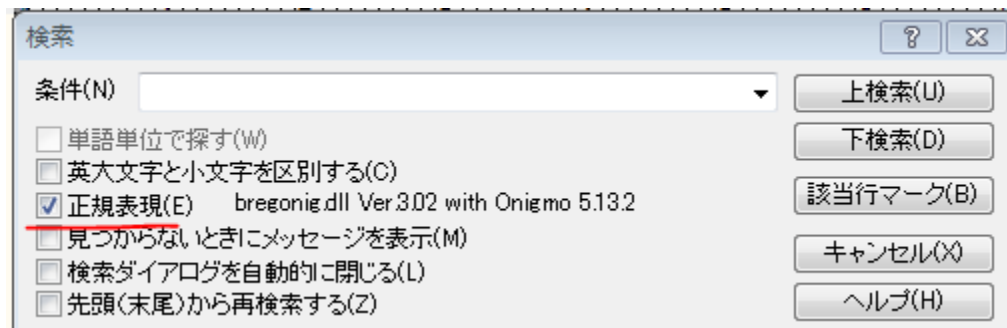 検索
条件(N)
上検索(U)
単語単位で探す(W)
下検索(D)
英大文字と小文字を区別する(C)
正規表現(E) bregonig.dll Ver.3.02 with Onigmo 5.13.2
該当行マーク(B)
見つからないときにメッセージを表示(M)
検索ダイアログを自動的に閉じる(L)
キャンセル(X)
先頭(末尾)から再検索する(Z)
ヘルプ(H)